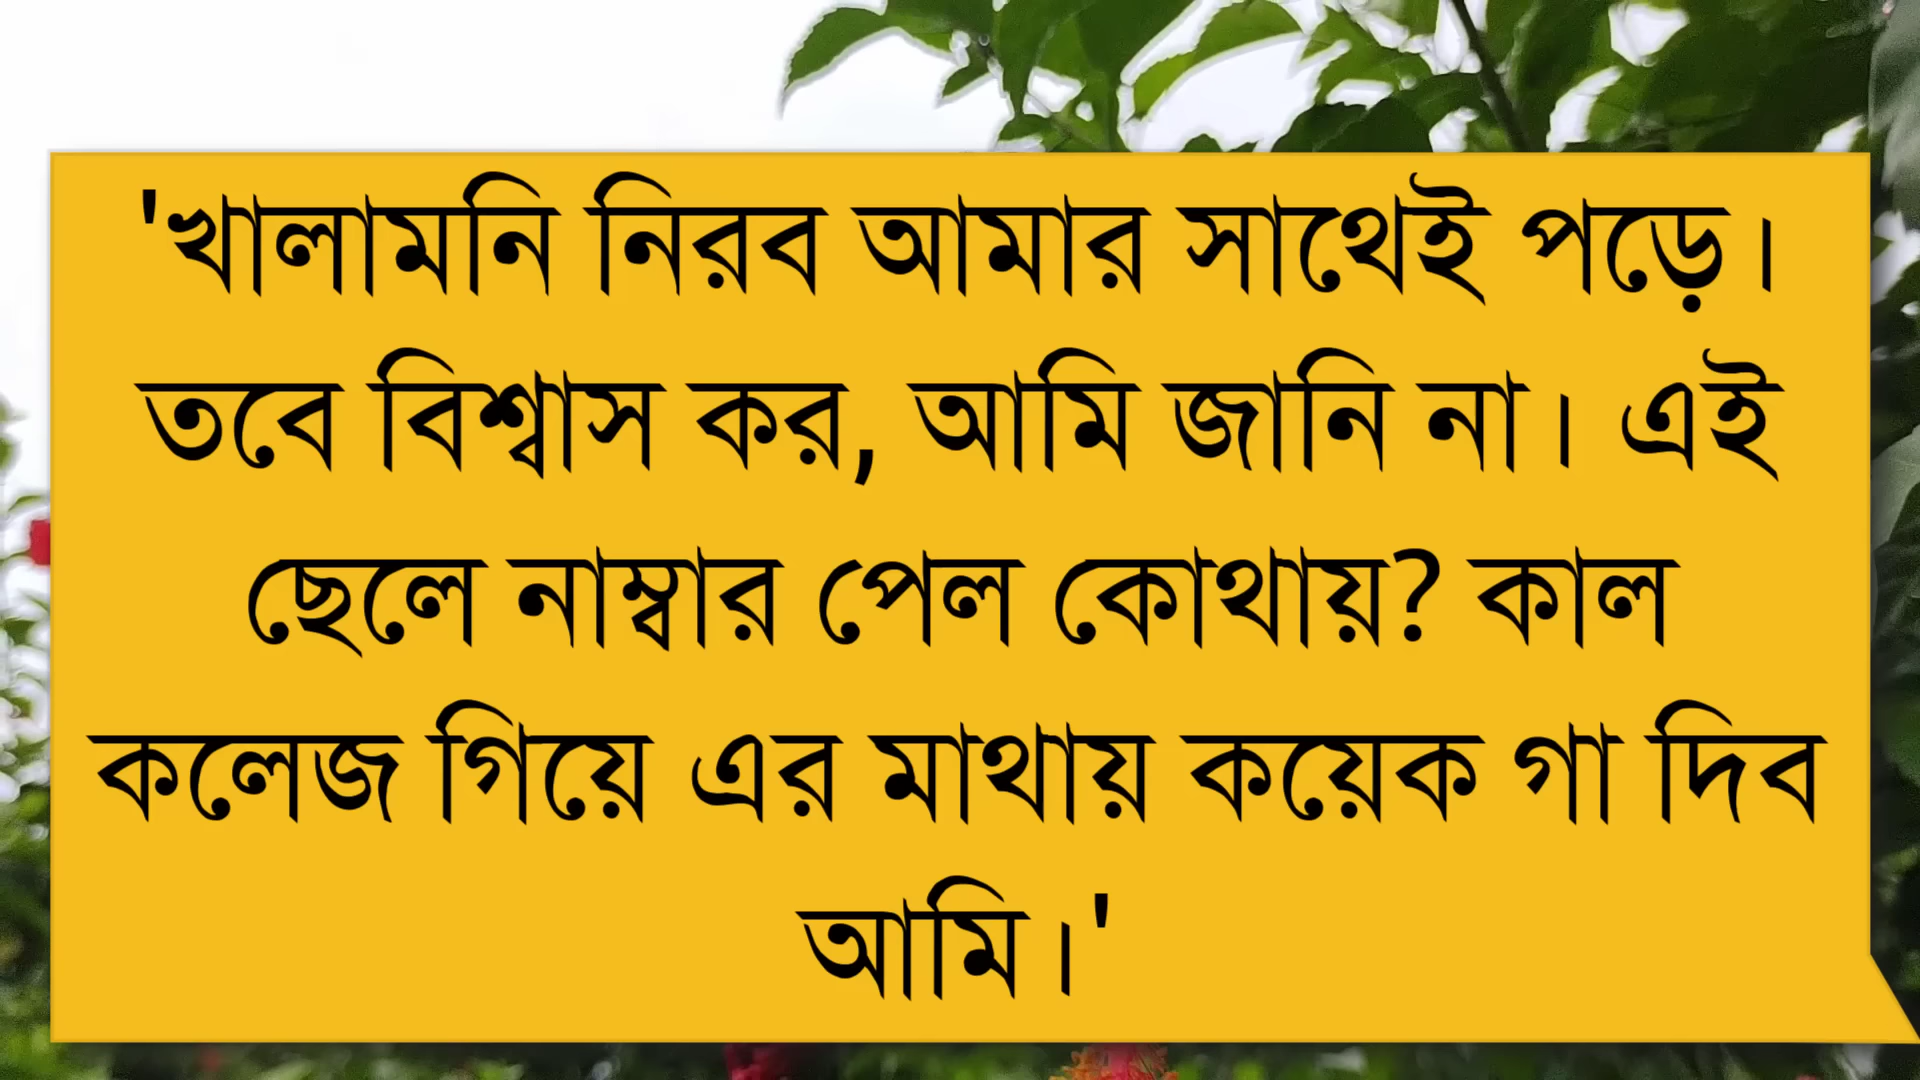 'খালামনি নিরব আমার সাথেই পড়ে।
তবে বিশ্বাস কর, আমি জানি না। এই
ছেলে নাম্বার পেল কোথায়? কাল
কলেজ গিয়ে এর মাথায় কয়েক গা দিব
আমি।'